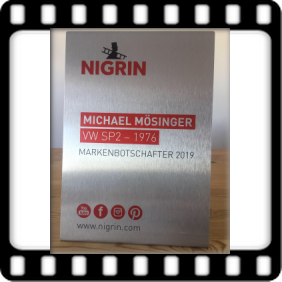 NIGRIN
MICHAEL MÖSINGER
VW SP2 – 1976
MARKENBOTSCHAFTER 2019
www.nigrin.com